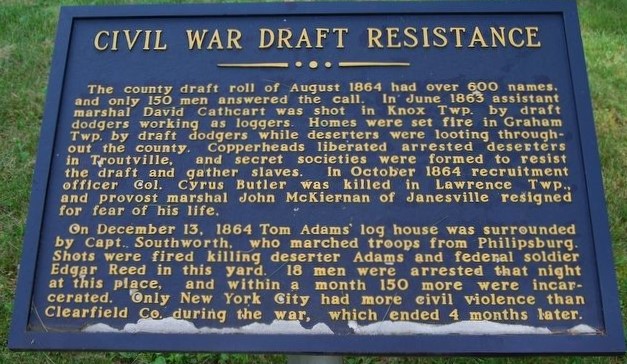 CIVIL WAR DRAFT RESISTANCE
The county draft roll of August 1864 had over 600 names,
and only 150 men answered the call. In June 1863 assistant
marshal David Cathcart was shot in Knox Twp. by draft
dodgers working as loggers. Homes were set fire in Graham
Twp. by draft dodgers while deserters were looting through-
out the county. Copperheads liberated arrested deserters
in Troutville, and secret societies were formed to resist
the draft and gather slaves. In October 1864 recruitment
officer Col. Cyrus Butler was killed in Lawrence Twp.,
and provost marshal John McKiernan of Janesville resigned
for fear of his life.
On December 13, 1864 Tom Adams' log house was surrounded
by Capt. Southworth, who marched troops from Philipsburg.
Shots were fired killing deserter Adams and federal soldier
Edgar Reed in this yard. 18 men were arrested that night
at this place, and within a month 150 more were incar-
cerated. Only New York City had more civil violence than
Clearfield Co. during the war, which ended 4 months later.